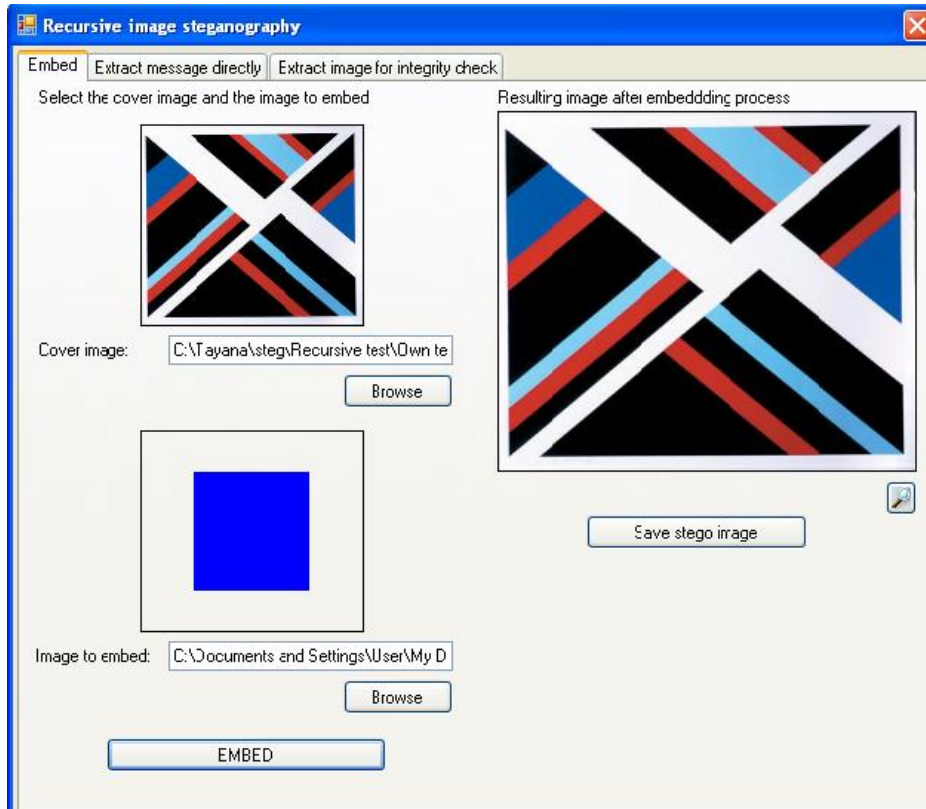 Recursive image steganography
Embed Extract message directly Extract image for integrity check
Select the cover image and the image to embed
Resulting image after embeddding process
Cover image: C:\Tayana\steg\Recursive test\Own te
Browse
Image to embed: C:\Documents and Settings\User\My D
Browse
EMBED
Save stego image